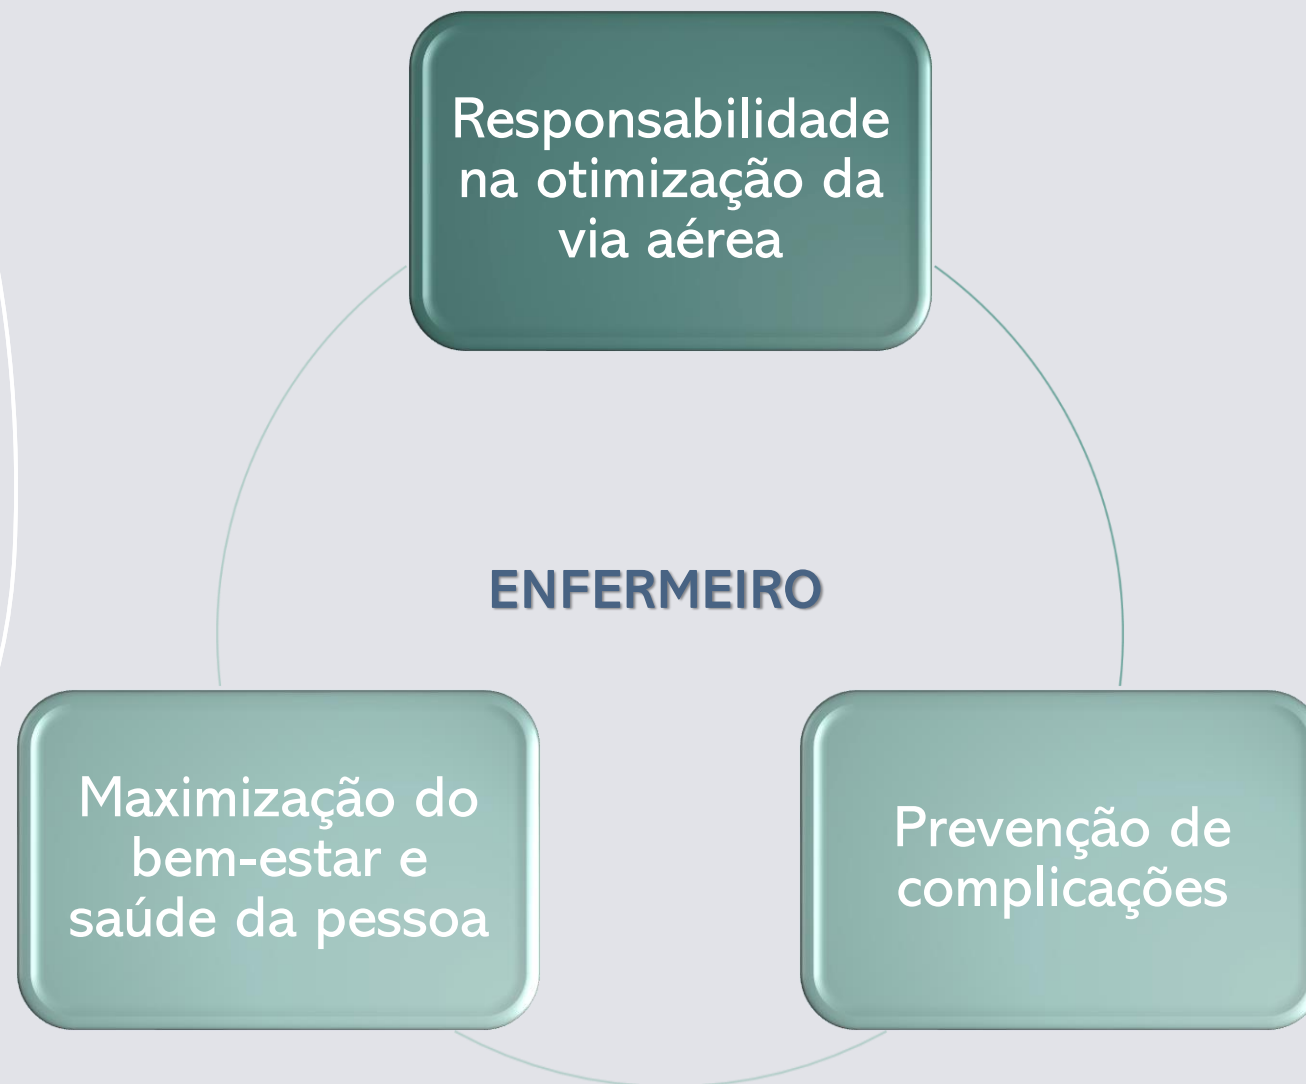 Responsabilidade
na otimização da
via aérea
ENFERMEIRO
Maximização do
bem-estar e
saúde da pessoa
Prevenção de
complicações